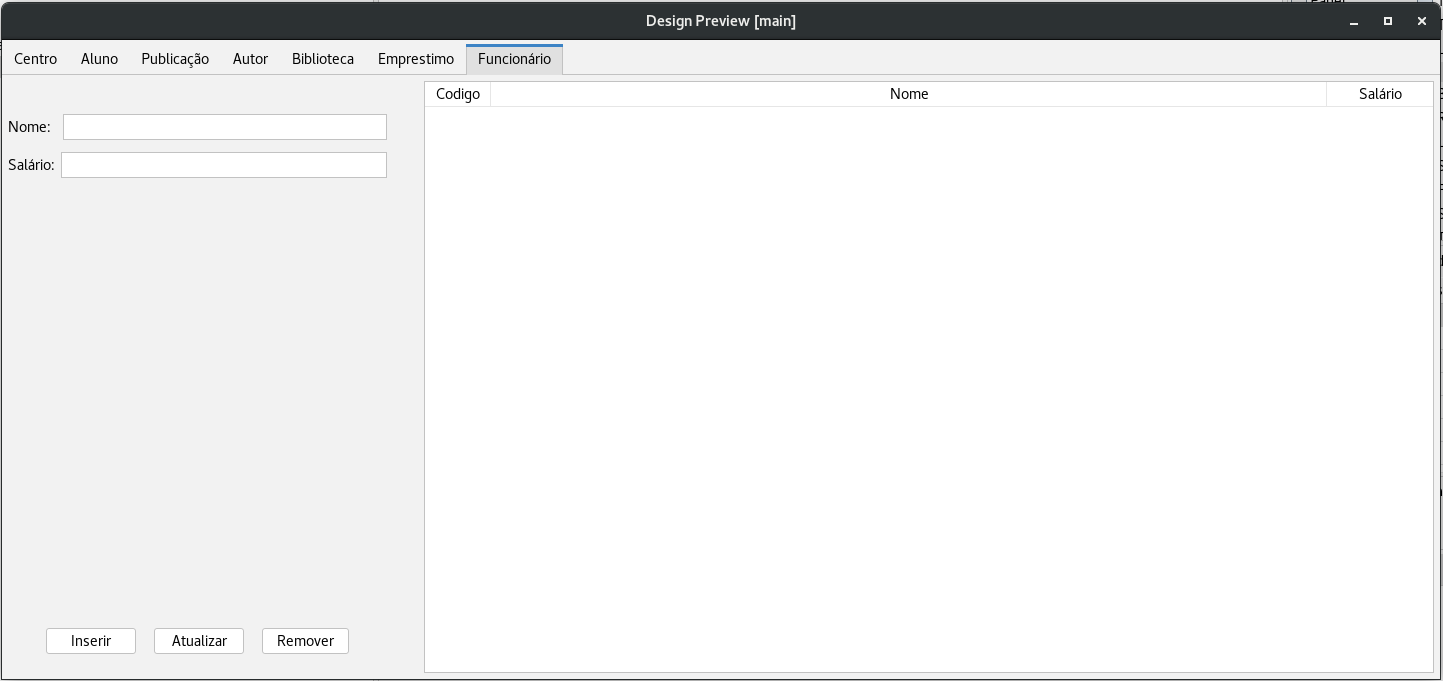 Design Preview [main]
Centro Aluno Publicação Autor Biblioteca Emprestimo Funcionário
Codigo Nome Salário
Nome:
Salário:
Inserir Atualizar Remover